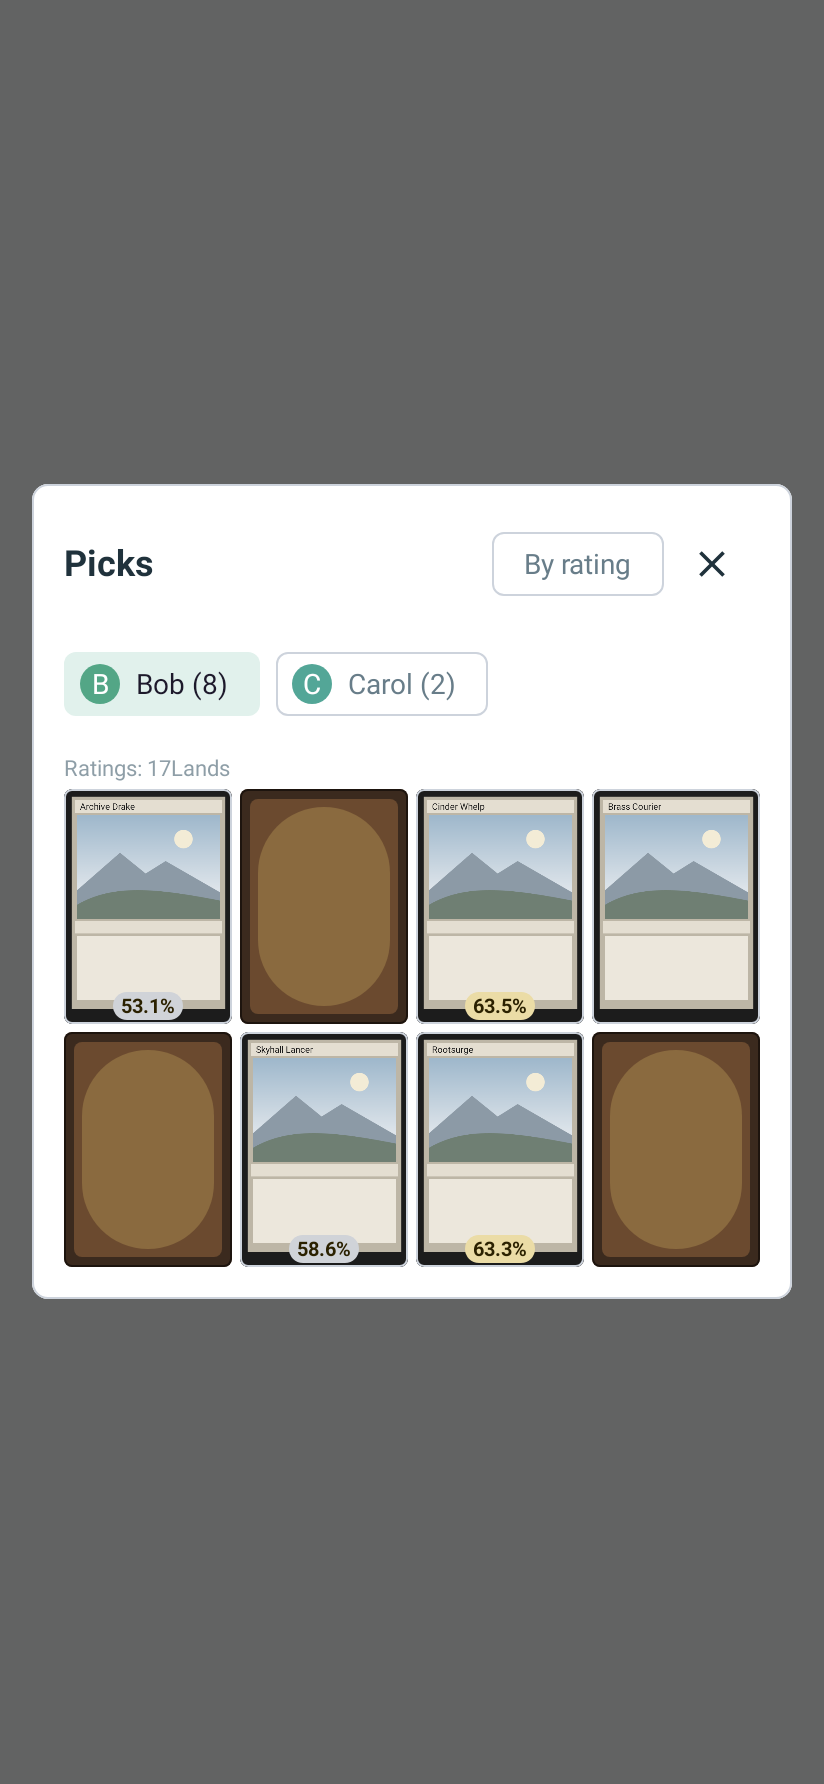 Picks
By rating
B Bob (8)
C Carol (2)
Ratings: 17Lands
Archive Drake
Cinder Whelp
Brass Courier
53.1%
63.5%
Skyhall Lancer
Rootsurge
58.6%
63.3%